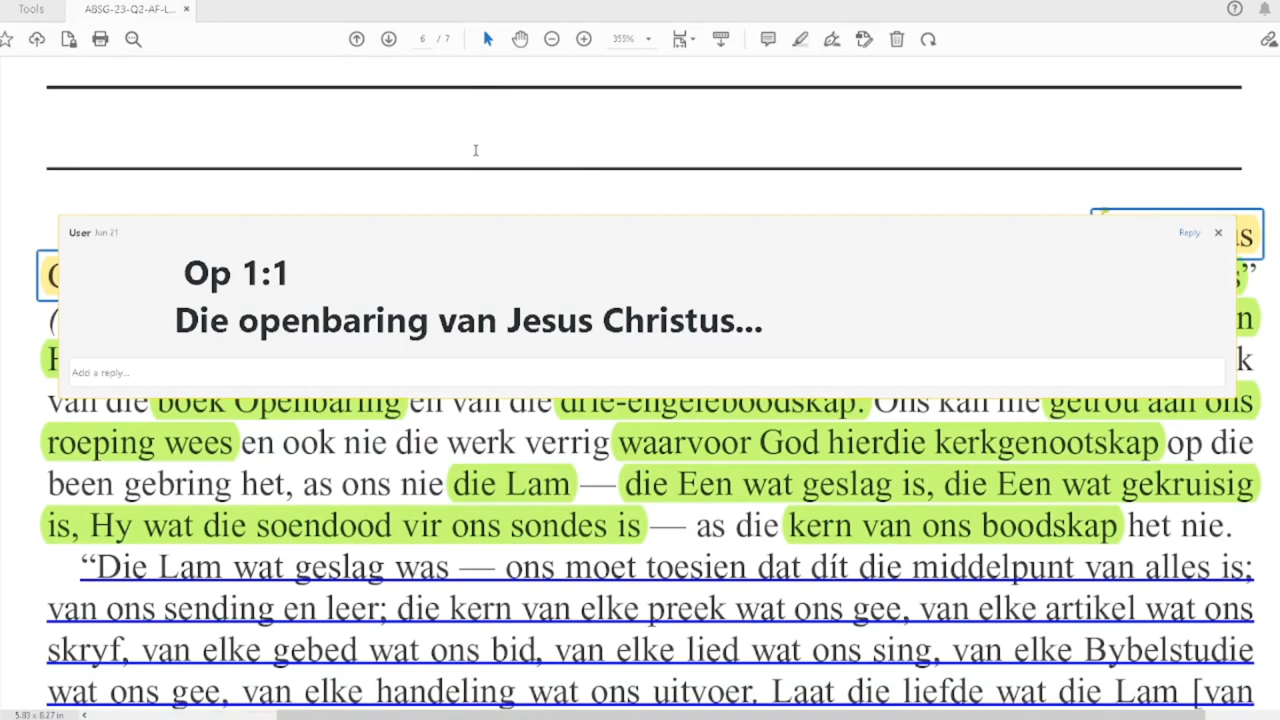 Tools
ABSG-23-Q2-AF-L... ×
6 / 7
355%
us
User Jun 21
Reply
s”
Op 1:1
Die openbaring van Jesus Christus...
Add a reply...
van die boek Openbaring en van die drie-engeleboodskap. Ons kan nie getrou aan ons
roeping wees en ook nie die werk verrig waarvoor God hierdie kerkgenootskap op die
been gebring het, as ons nie die Lam — die Een wat geslag is, die Een wat gekruisig
is, Hy wat die soendood vir ons sondes is — as die kern van ons boodskap het nie.
“Die Lam wat geslag was — ons moet toesien dat dít die middelpunt van alles is;
van ons sending en leer; die kern van elke preek wat ons gee, van elke artikel wat ons
skryf, van elke gebed wat ons bid, van elke lied wat ons sing, van elke Bybelstudie
wat ons gee, van elke handeling wat ons uitvoer. Laat die liefde wat die Lam [van
5.83 x 8.27 in